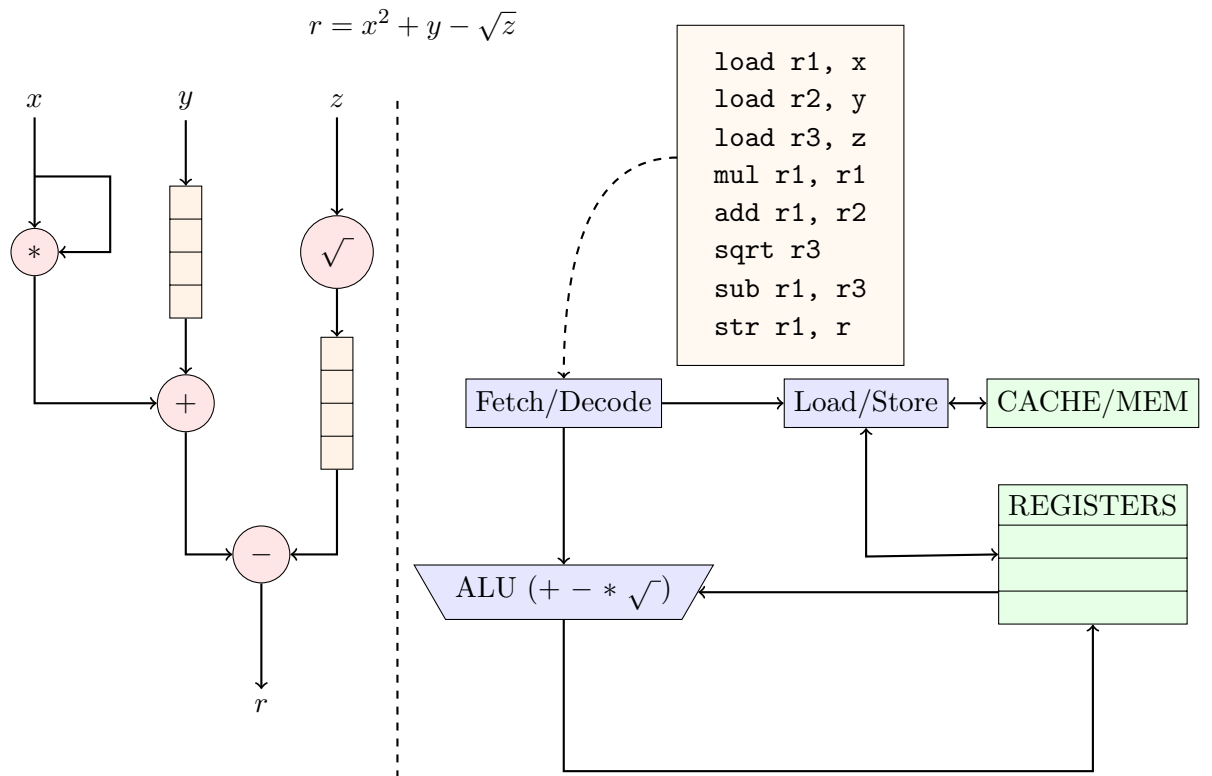 r = x² + y − √z
x
y
z
*
√
+
−
r
load r1, x
load r2, y
load r3, z
mul r1, r1
add r1, r2
sqrt r3
sub r1, r3
str r1, r
Fetch/Decode
Load/Store
CACHE/MEM
REGISTERS
ALU (+ − * √)